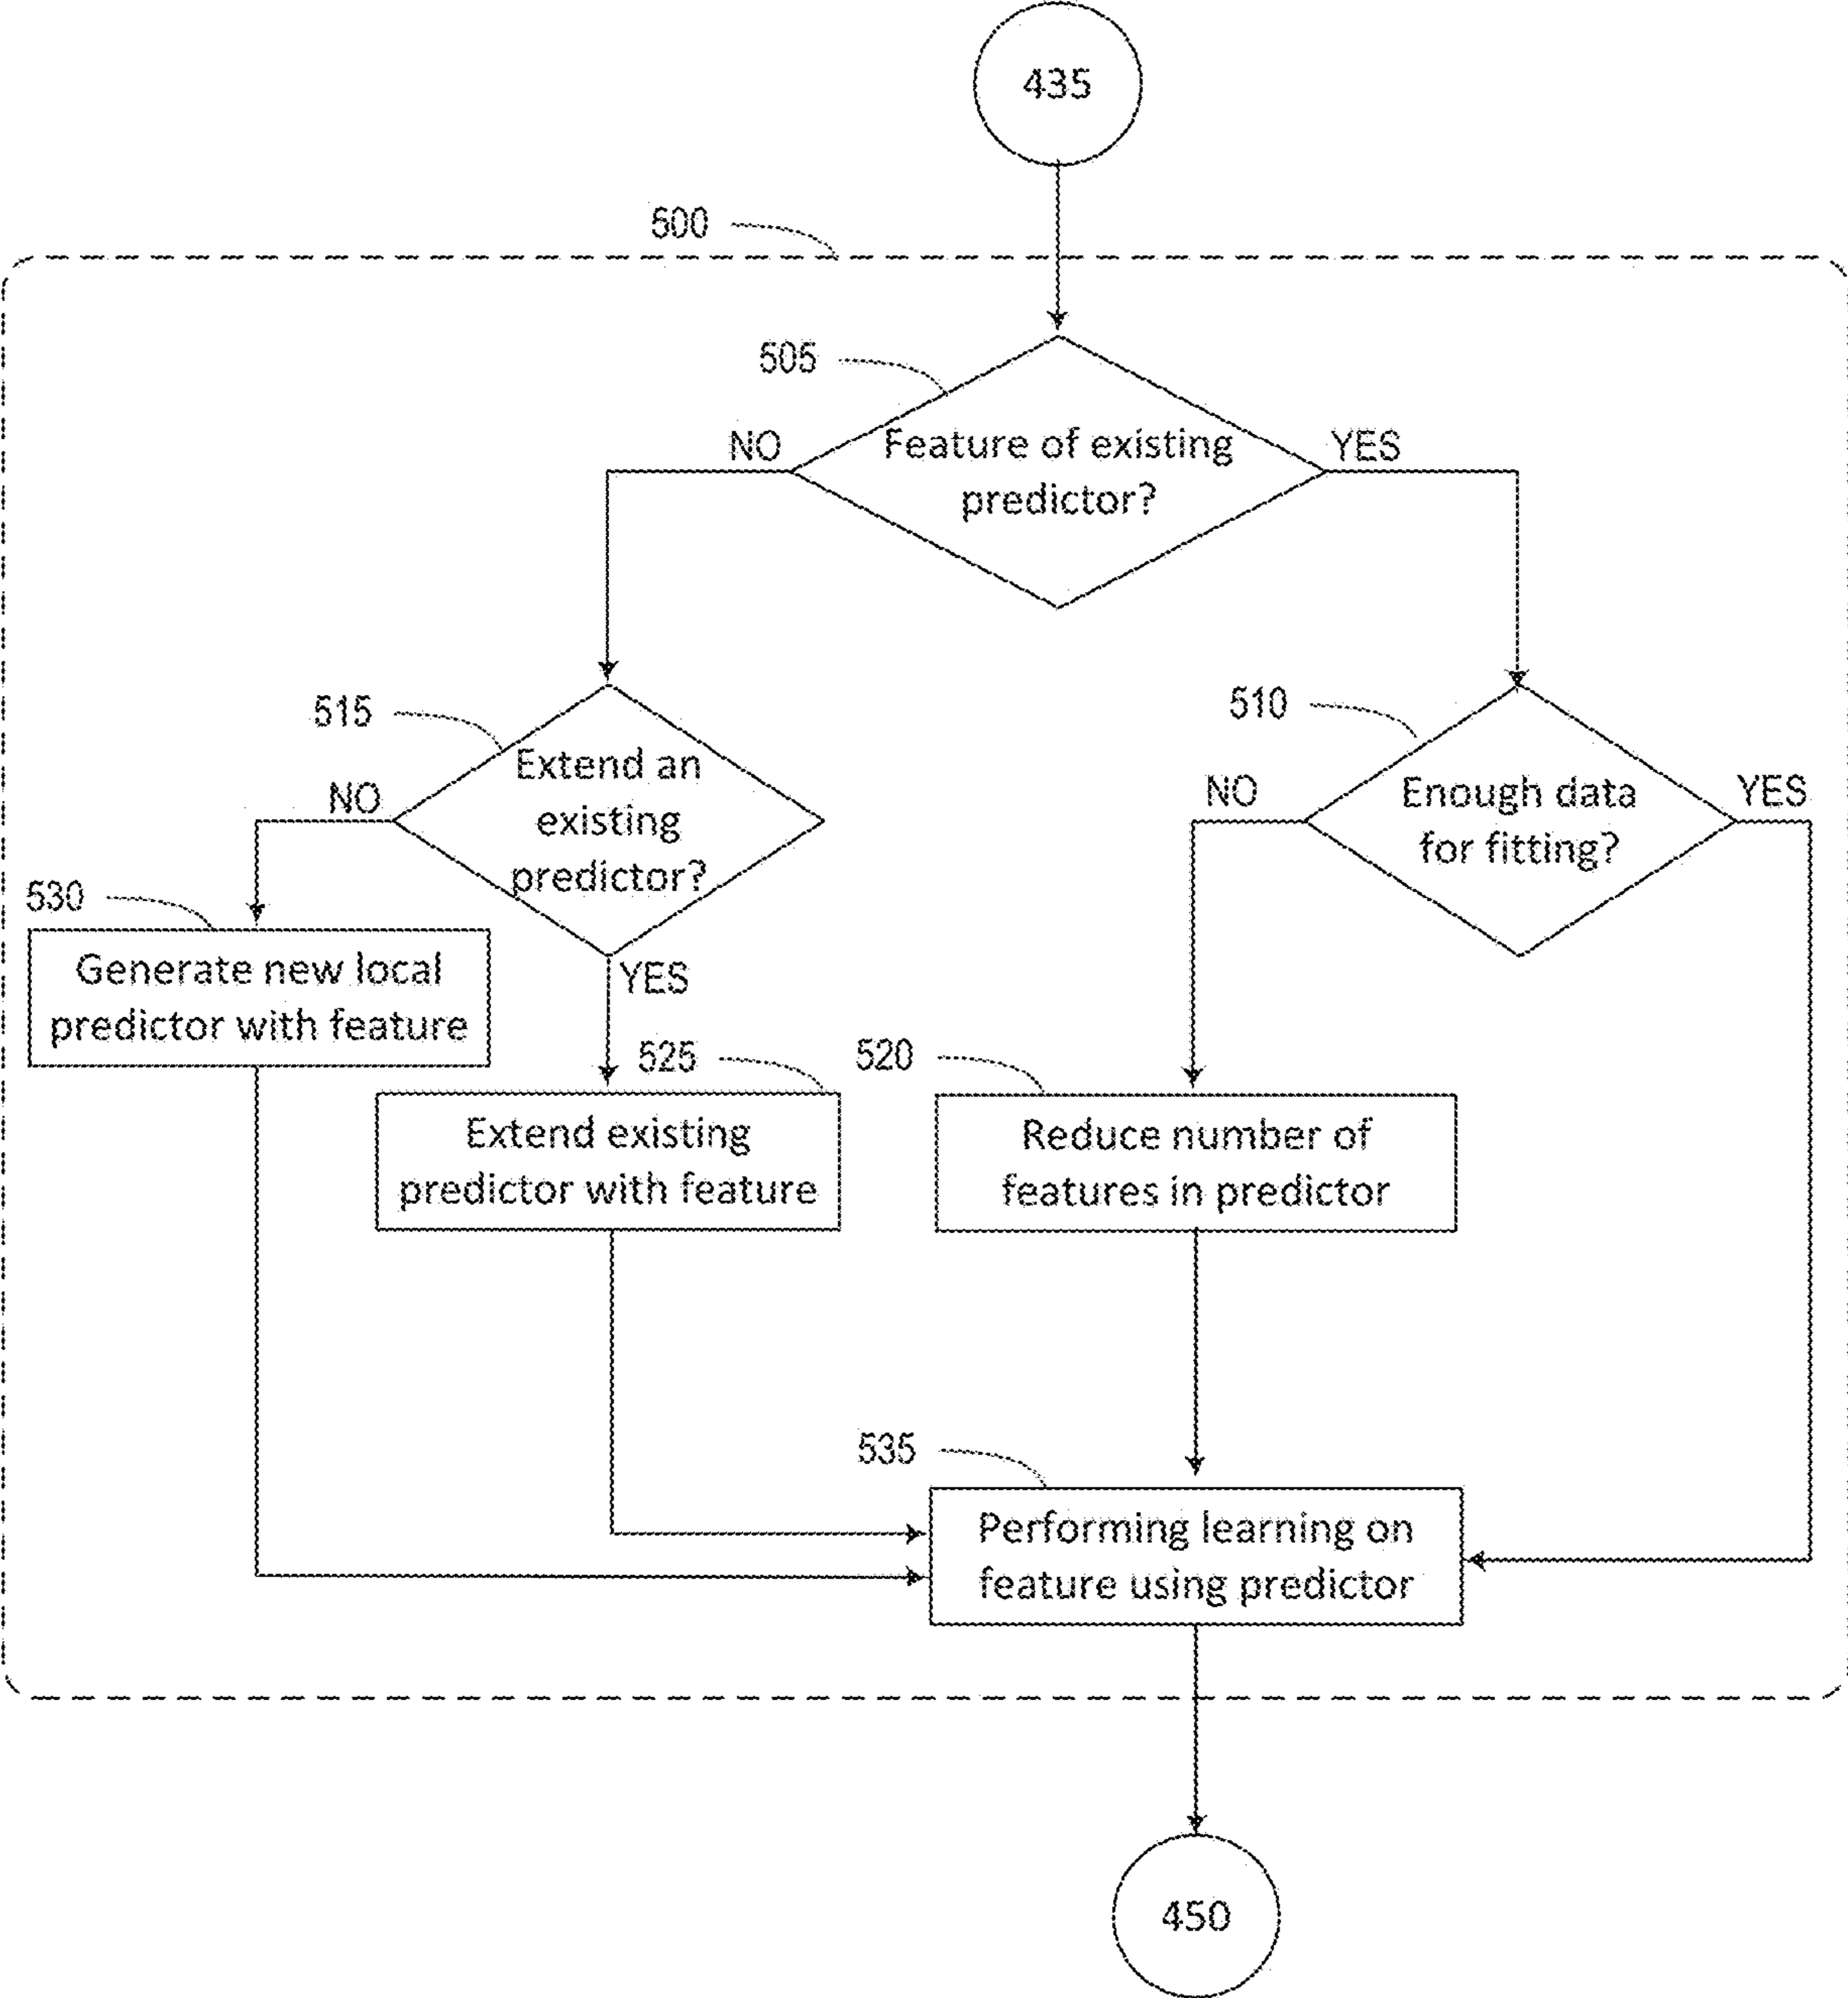 435
500
505
NO
Feature of existing
predictor?
YES
515
Extend an
existing
predictor?
NO
YES
510
Enough data
for fitting?
NO
YES
530
Generate new local
predictor with feature
525
Extend existing
predictor with feature
520
Reduce number of
features in predictor
535
Performing learning on
feature using predictor
450